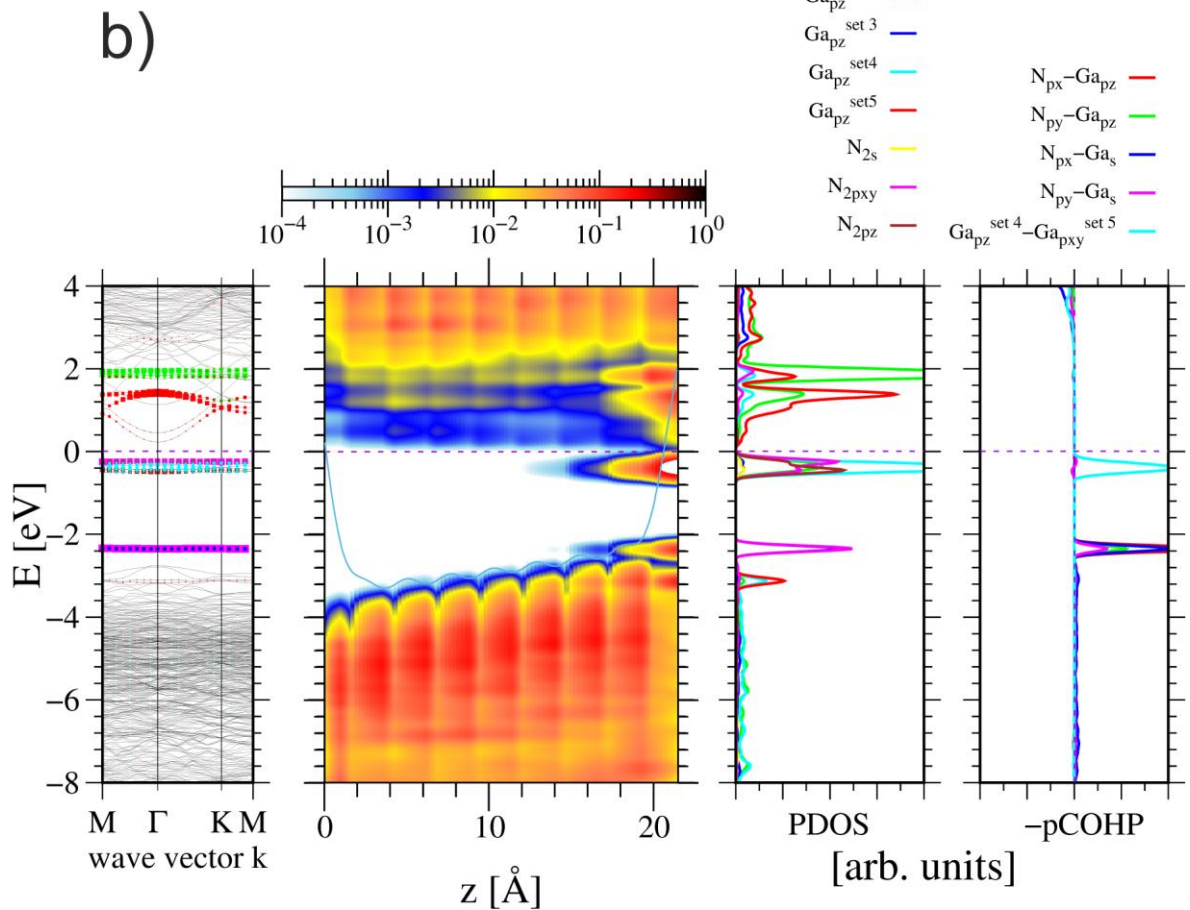 b)
Ga_pz
Ga_pz^set 3
Ga_pz^set4
Ga_pz^set5
N_2s
N_2pxy
N_2pz
N_px−Ga_pz
N_py−Ga_pz
N_px−Ga_s
N_py−Ga_s
Ga_pz^set 4−Ga_pxy^set 5
10^−4 10^−3 10^−2 10^−1 10^0
E [eV]
4
2
0
−2
−4
−6
−8
M Γ K M
wave vector k
0 10 20
z [Å]
PDOS
−pCOHP
[arb. units]